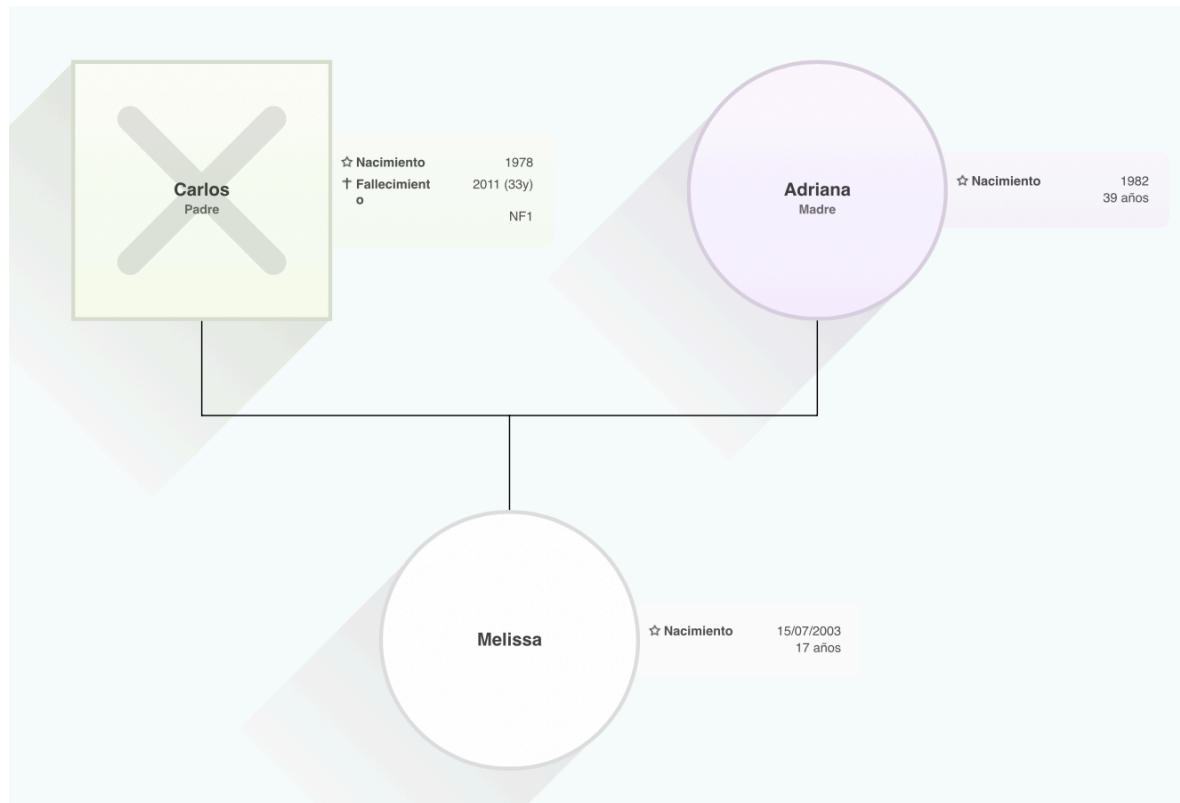 Carlos
Padre
☆ Nacimiento 1978
✝ Fallecimient
o 2011 (33y)
NF1
Adriana
Madre
☆ Nacimiento 1982
39 años
Melissa
☆ Nacimiento 15/07/2003
17 años